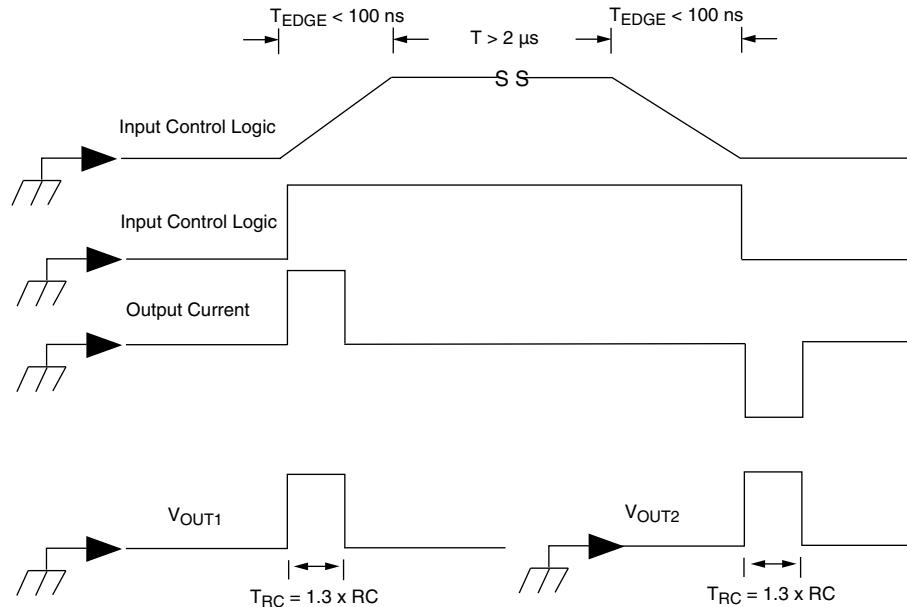 TEDGE < 100 ns
T > 2 µs
TEDGE < 100 ns
S S
Input Control Logic
Input Control Logic
Output Current
VOUT1
VOUT2
TRC = 1.3 x RC
TRC = 1.3 x RC